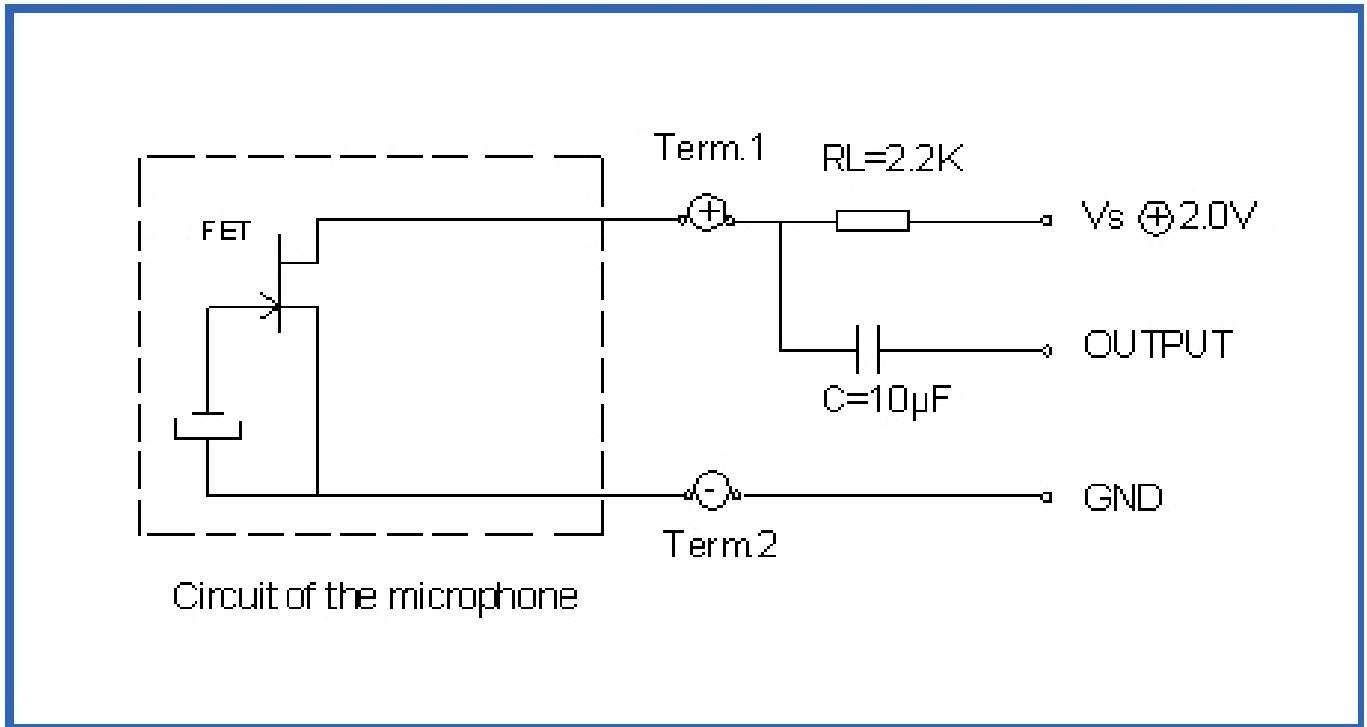 Term.1
RL=2.2K
FET
+
Vs ⊕2.0V
OUTPUT
C=10µF
-
GND
Term.2
Circuit of the microphone